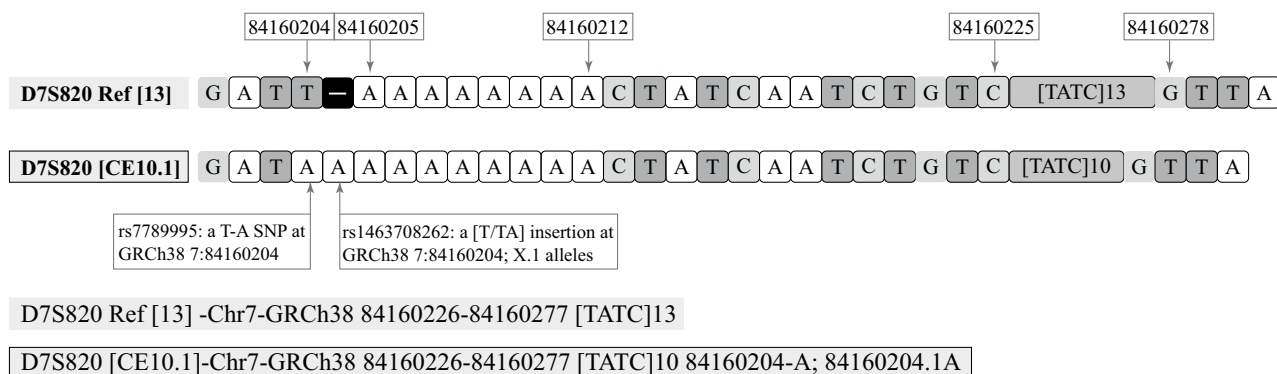 84160204 84160205 84160212 84160225 84160278
D7S820 Ref [13] G A T T – A A A A A A A A C T A T C A A T C T G T C [TATC]13 G T T A
D7S820 [CE10.1] G A T A A A A A A A A A A C T A T C A A T C T G T C [TATC]10 G T T A
rs7789995: a T-A SNP at
GRCh38 7:84160204
rs1463708262: a [T/TA] insertion at
GRCh38 7:84160204; X.1 alleles
D7S820 Ref [13] -Chr7-GRCh38 84160226-84160277 [TATC]13
D7S820 [CE10.1]-Chr7-GRCh38 84160226-84160277 [TATC]10 84160204-A; 84160204.1A